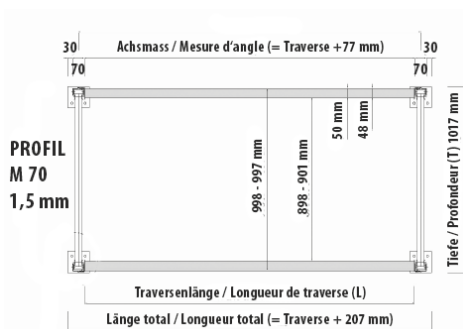 Achsmass / Mesure d'angle (= Traverse +77 mm)
30
30
70
70
PROFIL
M 70
1,5 mm
998 - 997 mm
898 - 901 mm
50 mm
48 mm
Tiefe / Profondeur (T) 1017 mm
Traversenlänge / Longueur de traverse (L)
Länge total / Longueur total (= Traverse + 207 mm)